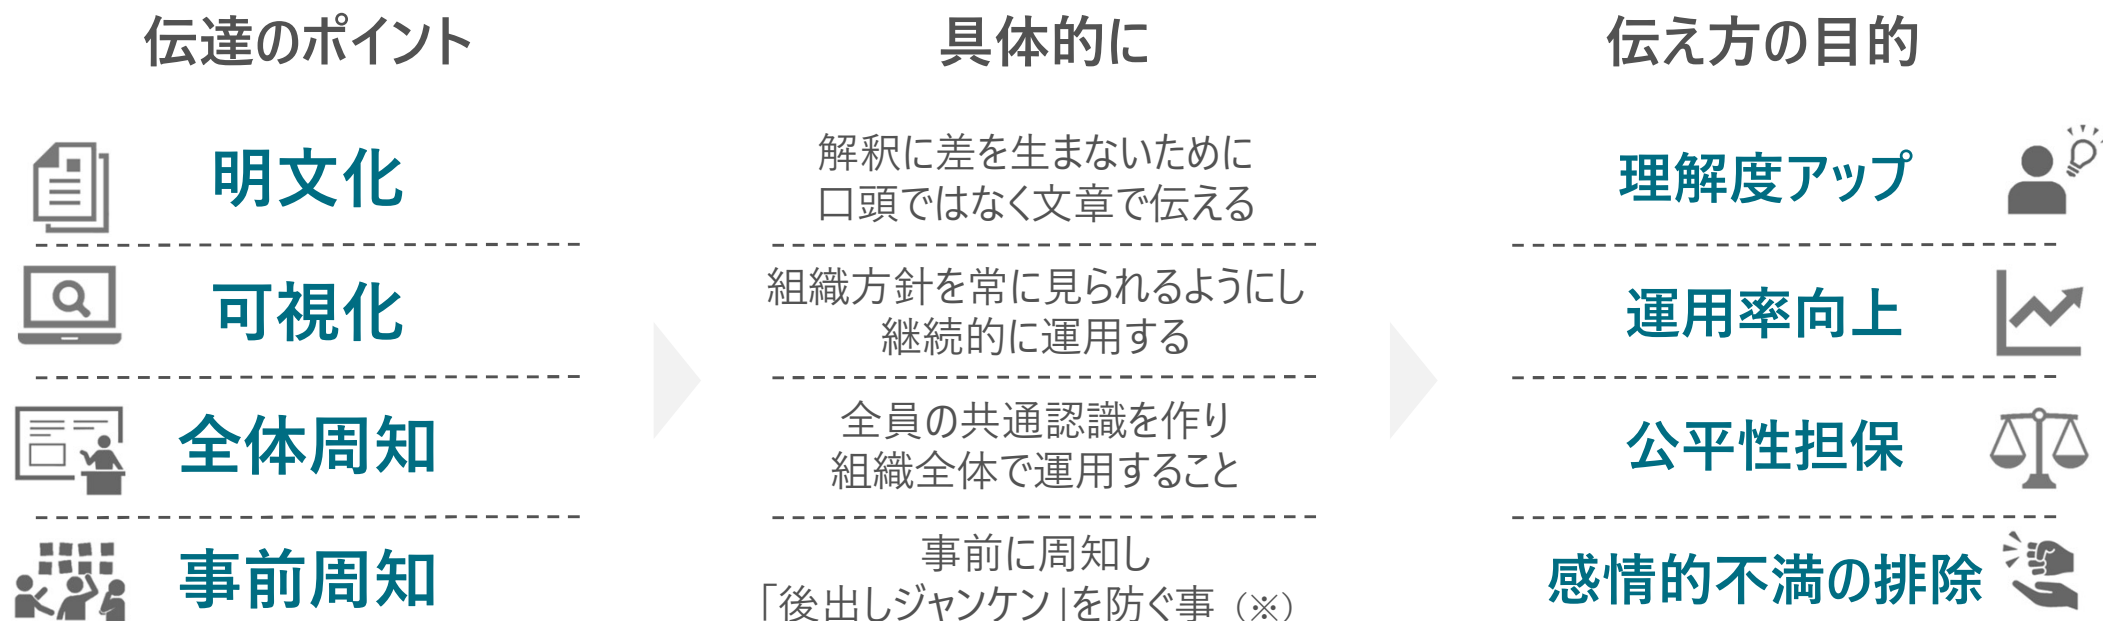 伝達のポイント
具体的に
伝え方の目的
明文化
解釈に差を生まないために
口頭ではなく文章で伝える
理解度アップ
可視化
組織方針を常に見られるようにし
継続的に運用する
運用率向上
全体周知
全員の共通認識を作り
組織全体で運用すること
公平性担保
事前周知
事前に周知し
「後出しジャンケン」を防ぐ事（※）
感情的不満の排除